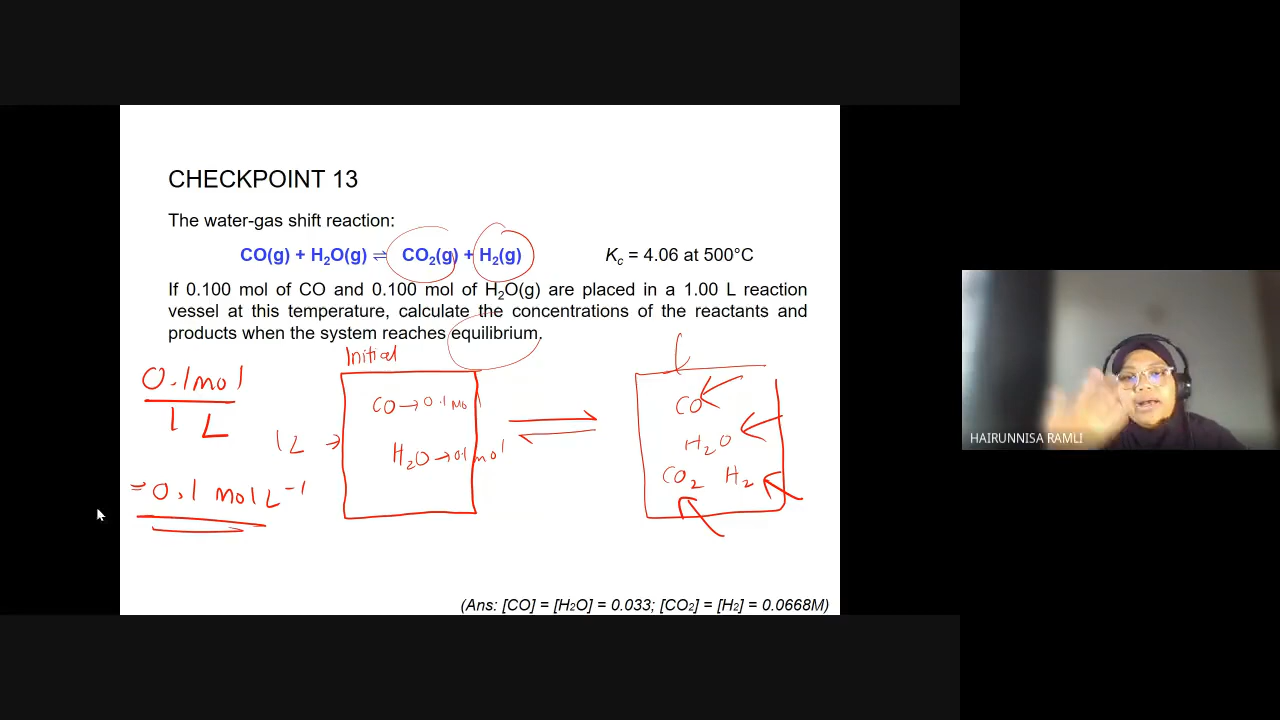 CHECKPOINT 13
The water-gas shift reaction:
CO(g) + H₂O(g) ⇌ CO₂(g) + H₂(g) K_c = 4.06 at 500°C
If 0.100 mol of CO and 0.100 mol of H₂O(g) are placed in a 1.00 L reaction
vessel at this temperature, calculate the concentrations of the reactants and
products when the system reaches equilibrium.
Initial
0.1mol
1 L
= 0.1 mol L⁻¹
1L →
CO → 0.1 mo
H₂O → 0.1 mol
⇌
CO
H₂O
CO₂ H₂
(Ans: [CO] = [H₂O] = 0.033; [CO₂] = [H₂] = 0.0668M)
HAIRUNNISA RAMLI